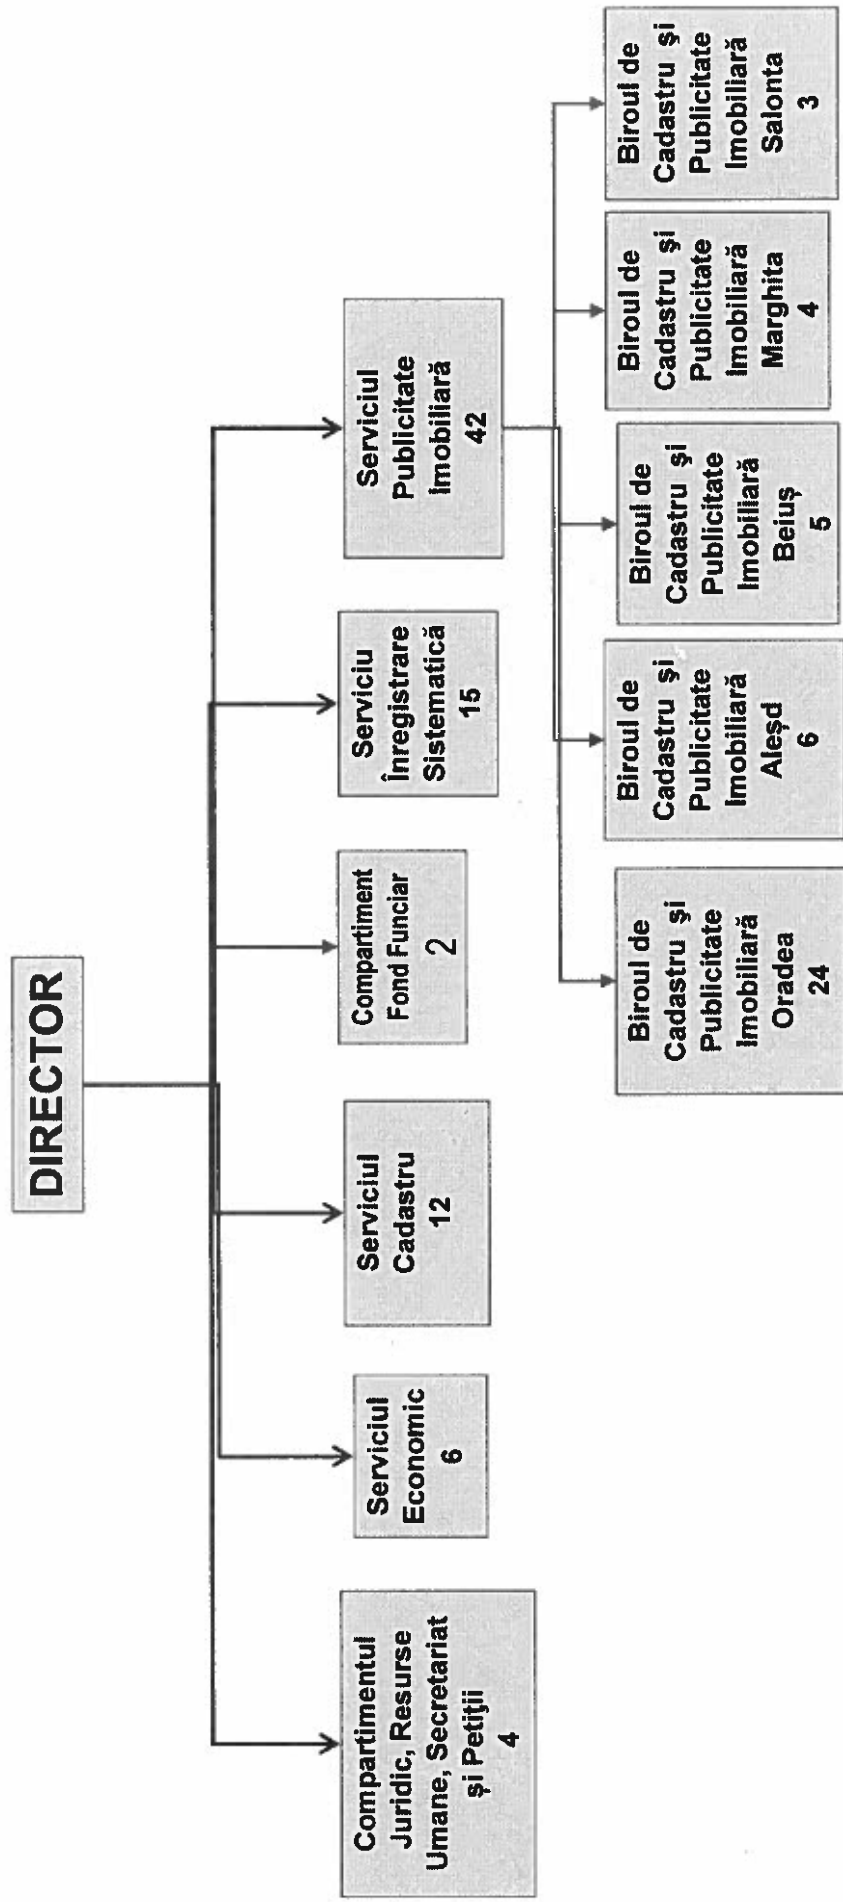 DIRECTOR
Compartimentul
Juridic, Resurse
Umane, Secretariat
și Petiţii
4
Serviciul
Economic
6
Serviciul
Cadastru
12
Compartiment
Fond Funciar
2
Serviciu
Înregistrare
Sistematică
15
Serviciul
Publicitate
Imobiliară
42
Biroul de
Cadastru și
Publicitate
Imobiliară
Oradea
24
Biroul de
Cadastru și
Publicitate
Imobiliară
Aleșd
6
Biroul de
Cadastru și
Publicitate
Imobiliară
Beiuș
5
Biroul de
Cadastru și
Publicitate
Imobiliară
Marghita
4
Biroul de
Cadastru și
Publicitate
Imobiliară
Salonta
3